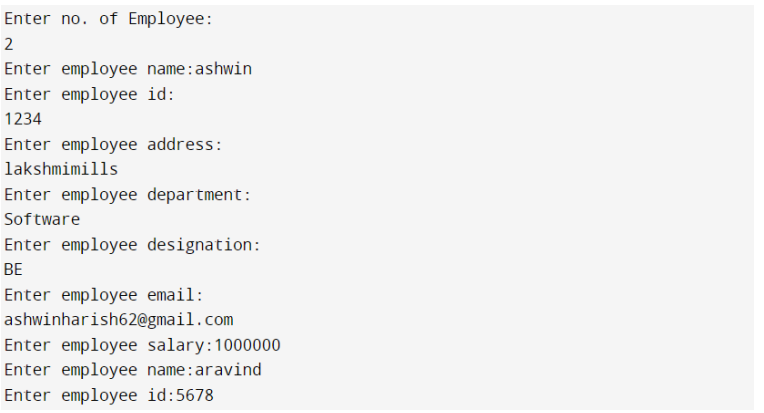 Enter no. of Employee:
2
Enter employee name:ashwin
Enter employee id:
1234
Enter employee address:
lakshmimills
Enter employee department:
Software
Enter employee designation:
BE
Enter employee email:
ashwinharish62@gmail.com
Enter employee salary:1000000
Enter employee name:aravind
Enter employee id:5678